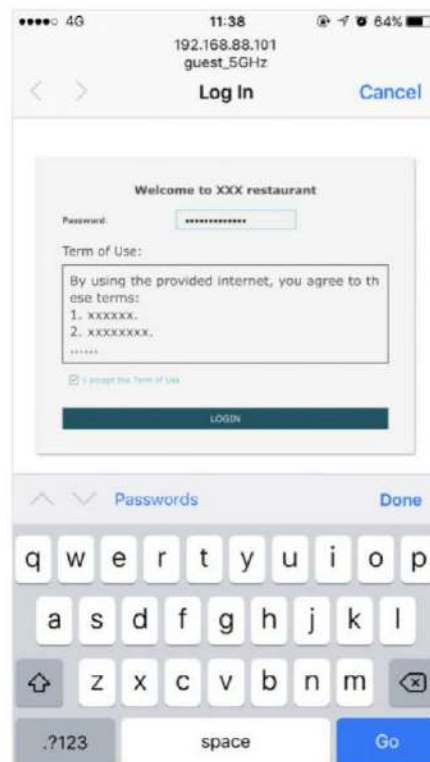 4G 11:38 64%
192.168.88.101
guest_5GHz
Log In Cancel
Welcome to XXX restaurant
Password:
Term of Use:
By using the provided internet, you agree to th
ese terms:
1. xxxxxx.
2. xxxxxxxx.
......
I accept the Term of Use
LOGIN
Passwords Done
q w e r t y u i o p
a s d f g h j k l
z x c v b n m
.?123 space Go